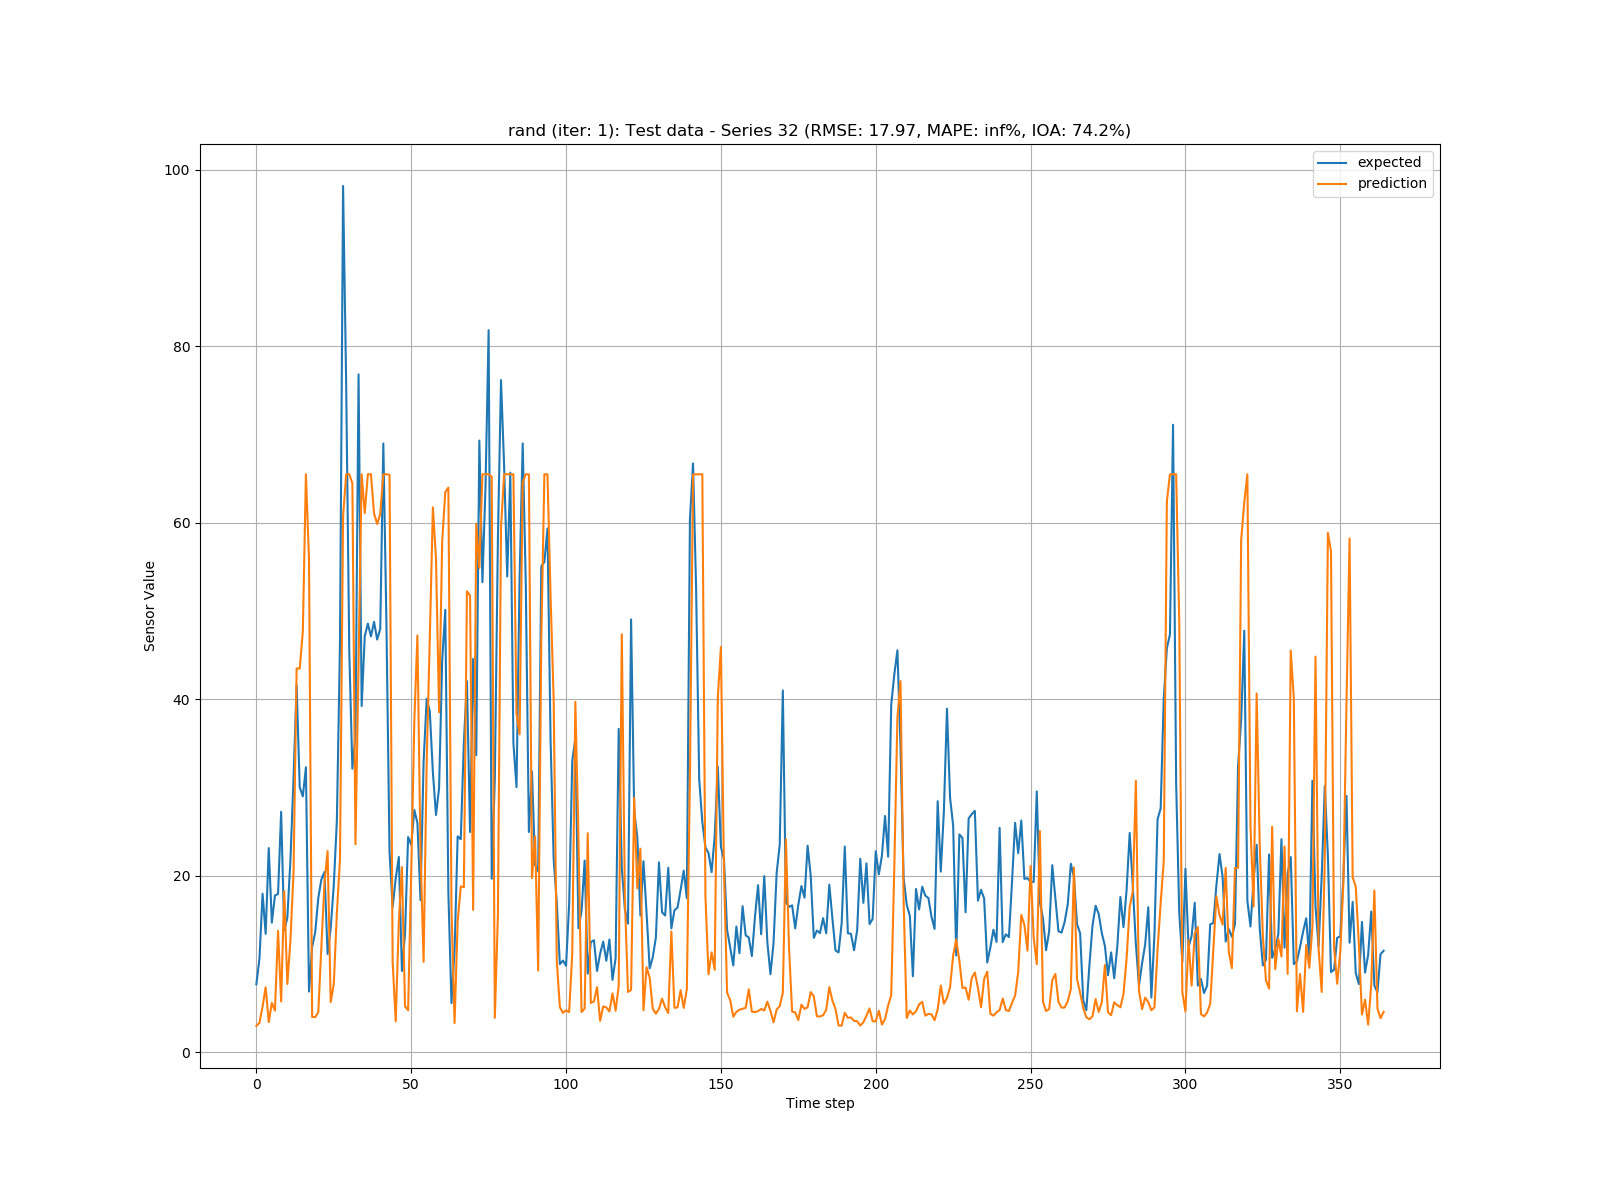 rand (iter: 1): Test data - Series 32 (RMSE: 17.97, MAPE: inf%, IOA: 74.2%)
expected
prediction
100
80
60
40
20
0
Sensor Value
0 50 100 150 200 250 300 350
Time step